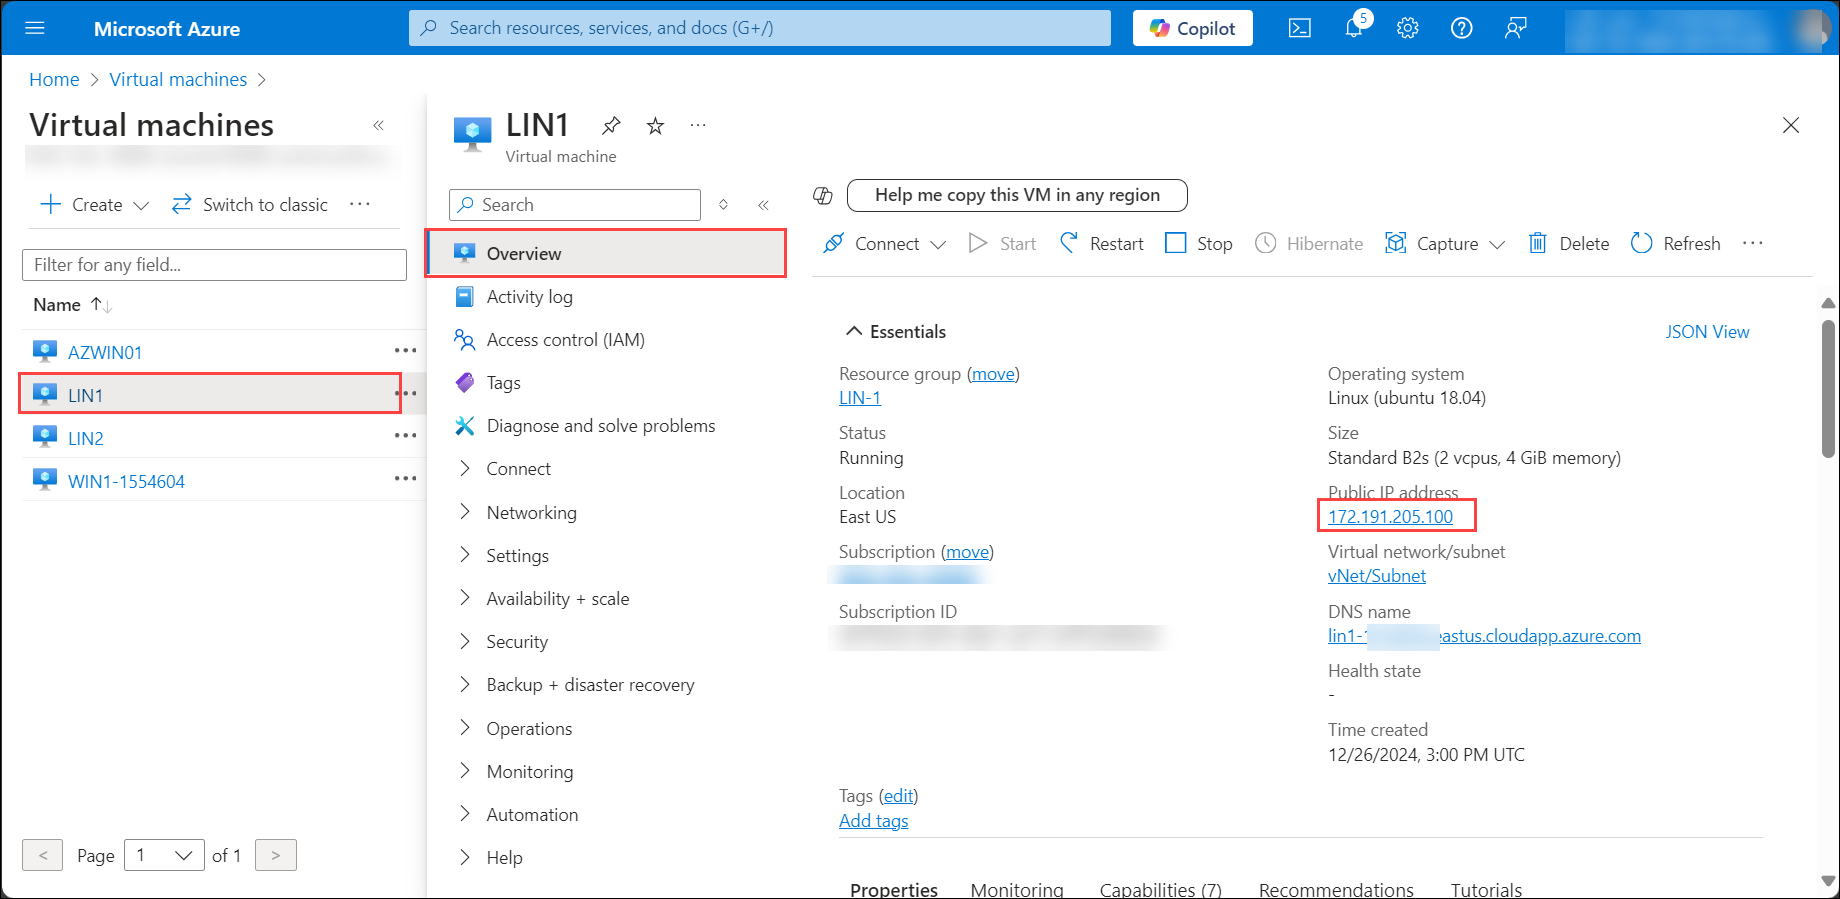 Microsoft Azure
Search resources, services, and docs (G+/)
Copilot
5
Home > Virtual machines >
Virtual machines
«
Create
Switch to classic
Filter for any field...
Name ↑↓
AZWIN01
LIN1
LIN2
WIN1-1554604
< Page 1 of 1 >
LIN1
Virtual machine
Search
«
Overview
Activity log
Access control (IAM)
Tags
Diagnose and solve problems
Connect
Networking
Settings
Availability + scale
Security
Backup + disaster recovery
Operations
Monitoring
Automation
Help
Help me copy this VM in any region
Connect
Start
Restart
Stop
Hibernate
Capture
Delete
Refresh
Essentials
JSON View
Resource group (move)
LIN-1
Status
Running
Location
East US
Subscription (move)
Subscription ID
Operating system
Linux (ubuntu 18.04)
Size
Standard B2s (2 vcpus, 4 GiB memory)
Public IP address
172.191.205.100
Virtual network/subnet
vNet/Subnet
DNS name
lin1-1 eastus.cloudapp.azure.com
Health state
-
Time created
12/26/2024, 3:00 PM UTC
Tags (edit)
Add tags
Properties
Monitoring
Capabilities (7)
Recommendations
Tutorials